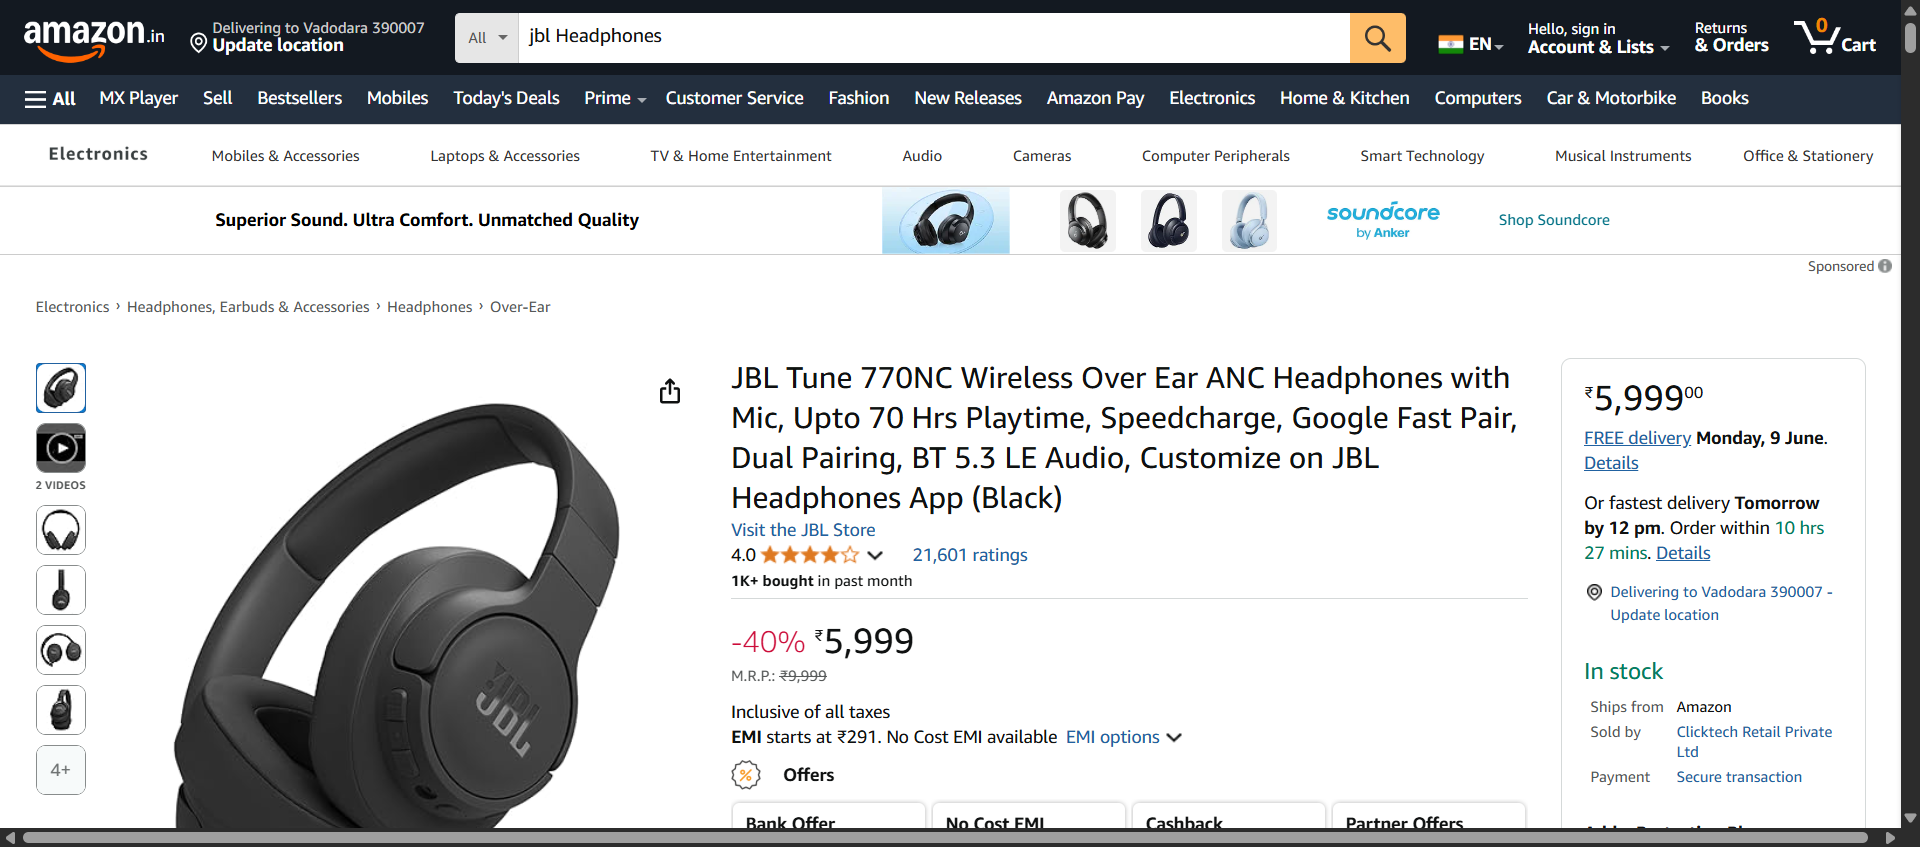 amazon.in
Delivering to Vadodara 390007
Update location
All
jbl Headphones
EN
Hello, sign in
Account & Lists
Returns
& Orders
0
Cart
All
MX Player
Sell
Bestsellers
Mobiles
Today's Deals
Prime
Customer Service
Fashion
New Releases
Amazon Pay
Electronics
Home & Kitchen
Computers
Car & Motorbike
Books
Electronics
Mobiles & Accessories
Laptops & Accessories
TV & Home Entertainment
Audio
Cameras
Computer Peripherals
Smart Technology
Musical Instruments
Office & Stationery
Superior Sound. Ultra Comfort. Unmatched Quality
soundcore
by Anker
Shop Soundcore
Sponsored
Electronics › Headphones, Earbuds & Accessories › Headphones › Over-Ear
2 VIDEOS
4+
JBL
JBL Tune 770NC Wireless Over Ear ANC Headphones with
Mic, Upto 70 Hrs Playtime, Speedcharge, Google Fast Pair,
Dual Pairing, BT 5.3 LE Audio, Customize on JBL
Headphones App (Black)
Visit the JBL Store
4.0
21,601 ratings
1K+ bought in past month
-40% ₹5,999
M.R.P.: ₹9,999
Inclusive of all taxes
EMI starts at ₹291. No Cost EMI available EMI options
% Offers
Bank Offer
No Cost EMI
Cashback
Partner Offers
₹5,99900
FREE delivery Monday, 9 June.
Details
Or fastest delivery Tomorrow
by 12 pm. Order within 10 hrs
27 mins. Details
Delivering to Vadodara 390007 -
Update location
In stock
Ships from Amazon
Sold by Clicktech Retail Private
Ltd
Payment Secure transaction